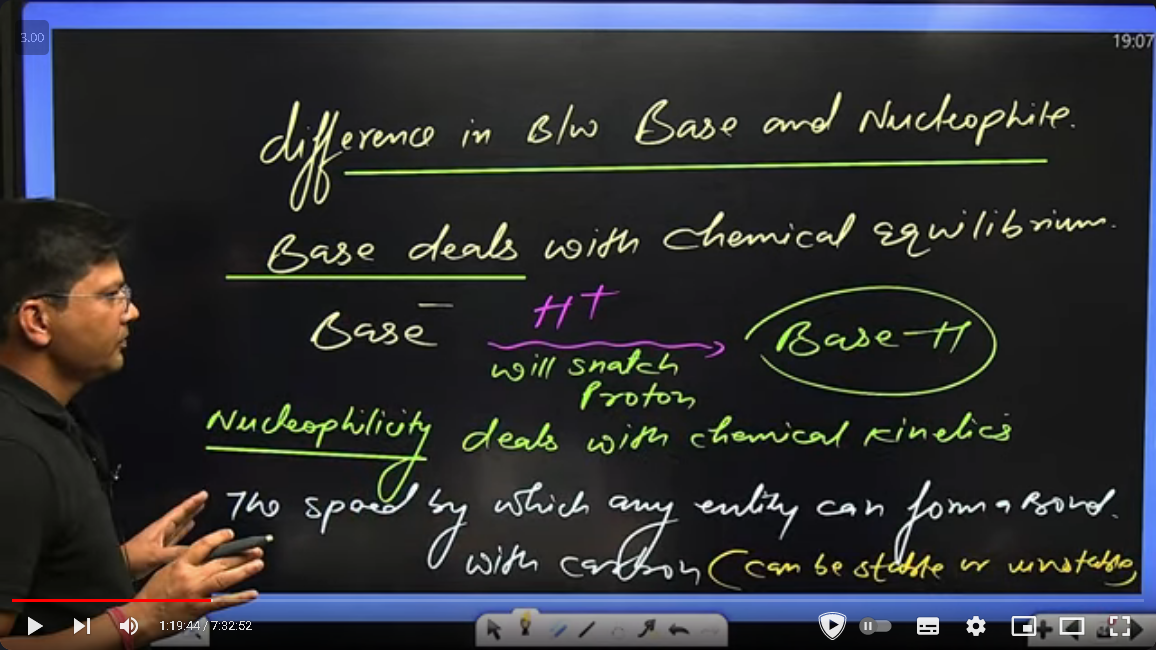 3.00
19:07
difference in B/w Base and Nucleophile.
Base deals with chemical equilibrium.
Base⁻ H⁺ Base-H
will snatch
Proton
Nucleophilicity deals with chemical kinetics
The speed by which any entity can form a Bond.
with carbon (can be stable or unstable)
1:19:44 / 7:32:52